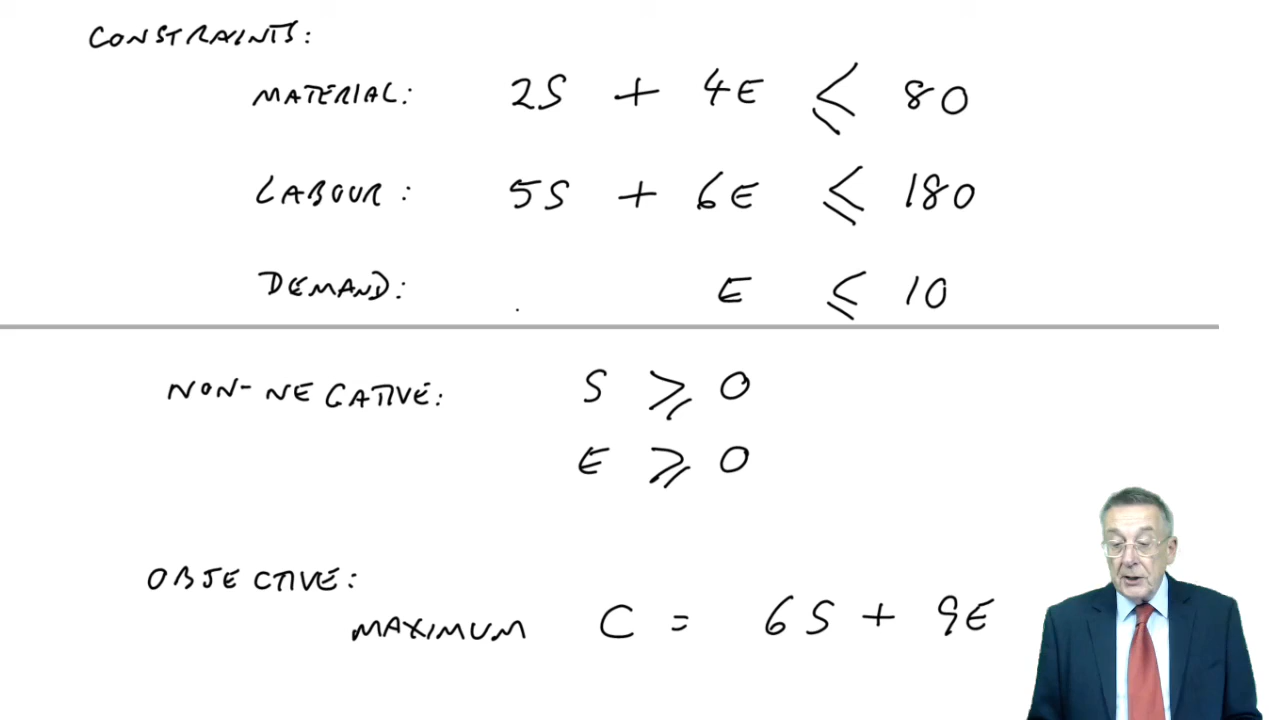 CONSTRAINTS:
MATERIAL: 2S + 4E ≤ 80
LABOUR: 5S + 6E ≤ 180
DEMAND: E ≤ 10
NON-NEGATIVE: S ≥ 0
E ≥ 0
OBJECTIVE:
MAXIMUM C = 6S + 9E